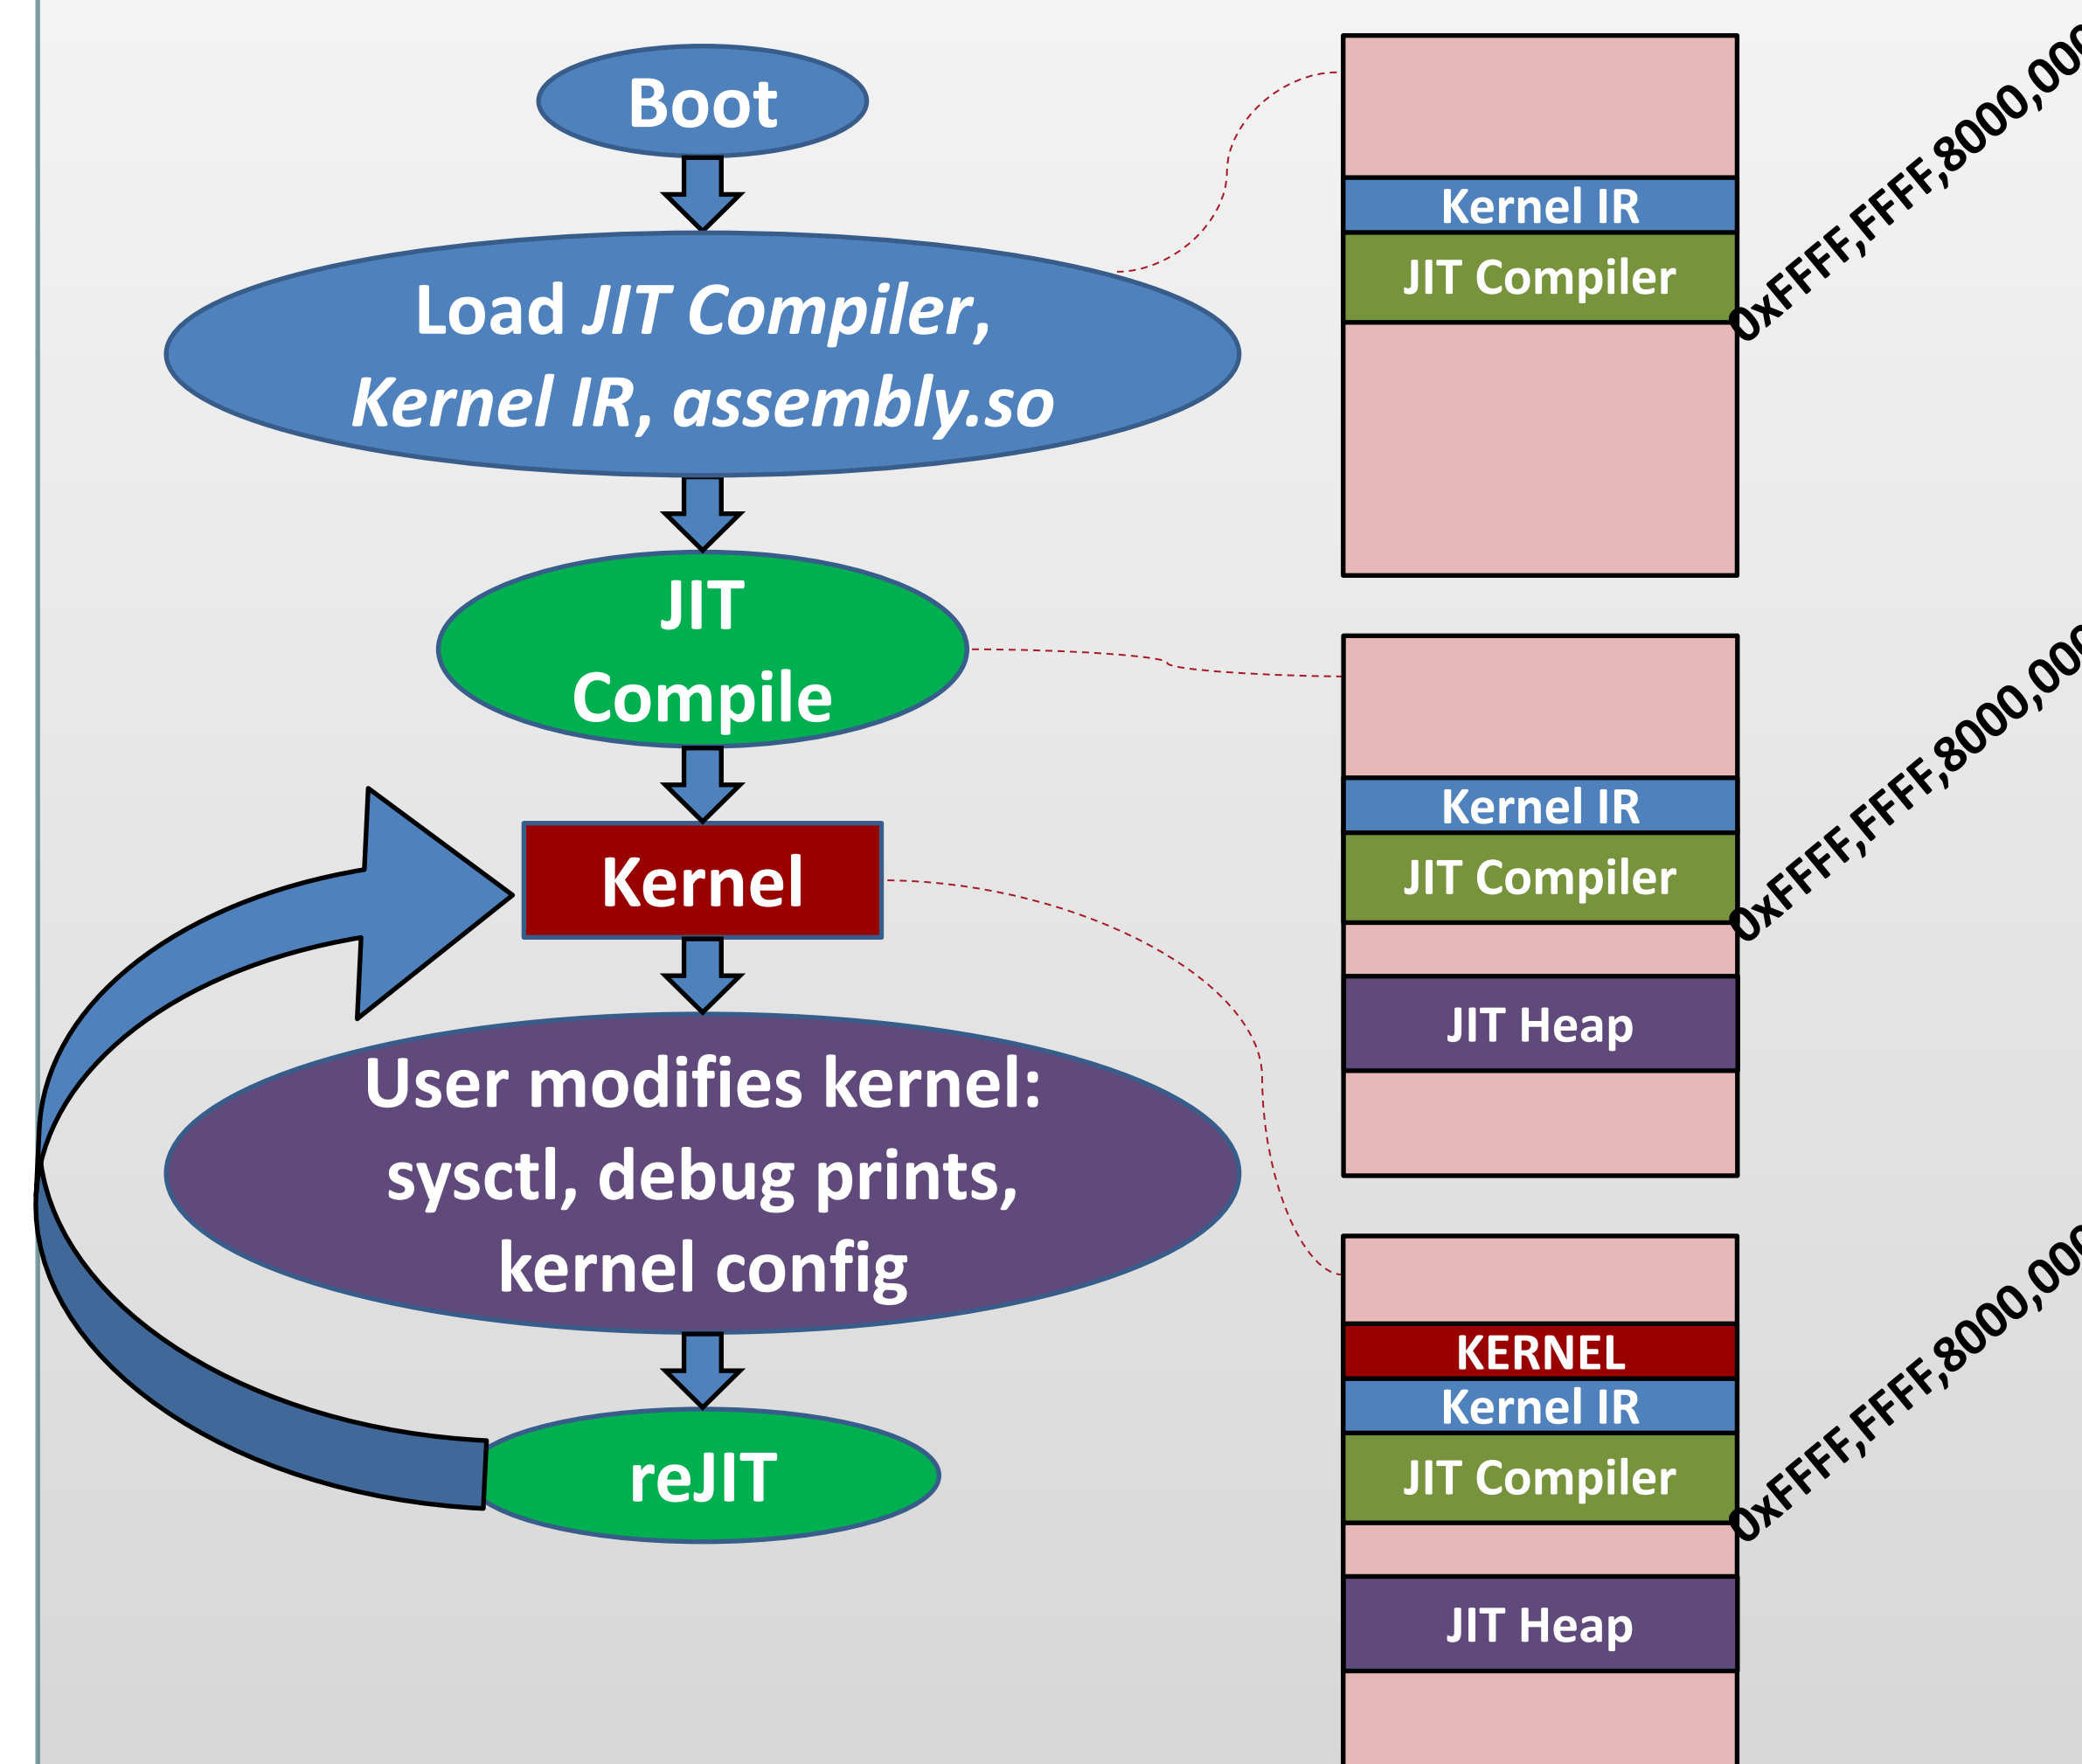 Boot
Load JIT Compiler,
Kernel IR, assembly.so
JIT
Compile
Kernel
User modifies kernel:
sysctl, debug prints,
kernel config
reJIT
Kernel IR
JIT Compiler
0xFFFF,FFFF,8000,000
Kernel IR
JIT Compiler
JIT Heap
0xFFFF,FFFF,8000,000
KERNEL
Kernel IR
JIT Compiler
JIT Heap
0xFFFF,FFFF,8000,000